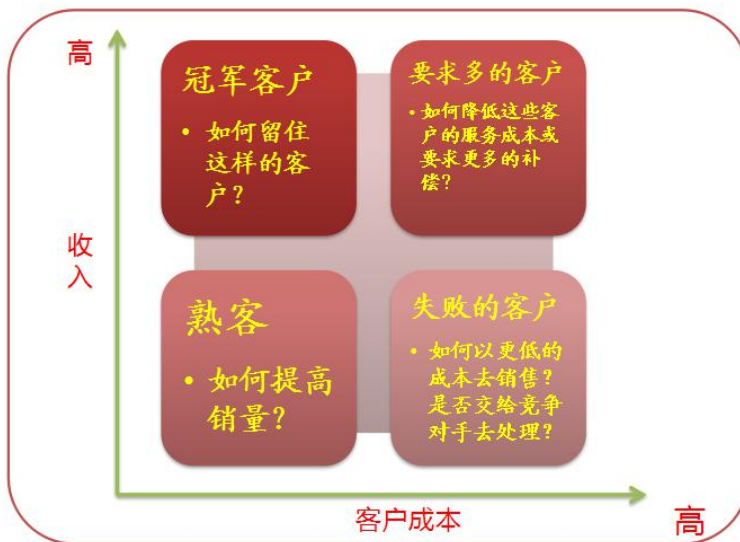 高
收
入
冠军客户
• 如何留住
这样的客
户？
要求多的客户
• 如何降低这些客
户的服务成本或
要求更多的补
偿？
熟客
• 如何提高
销量？
失败的客户
• 如何以更低的
成本去销售？
是否交给竞争
对手去处理？
客户成本
高